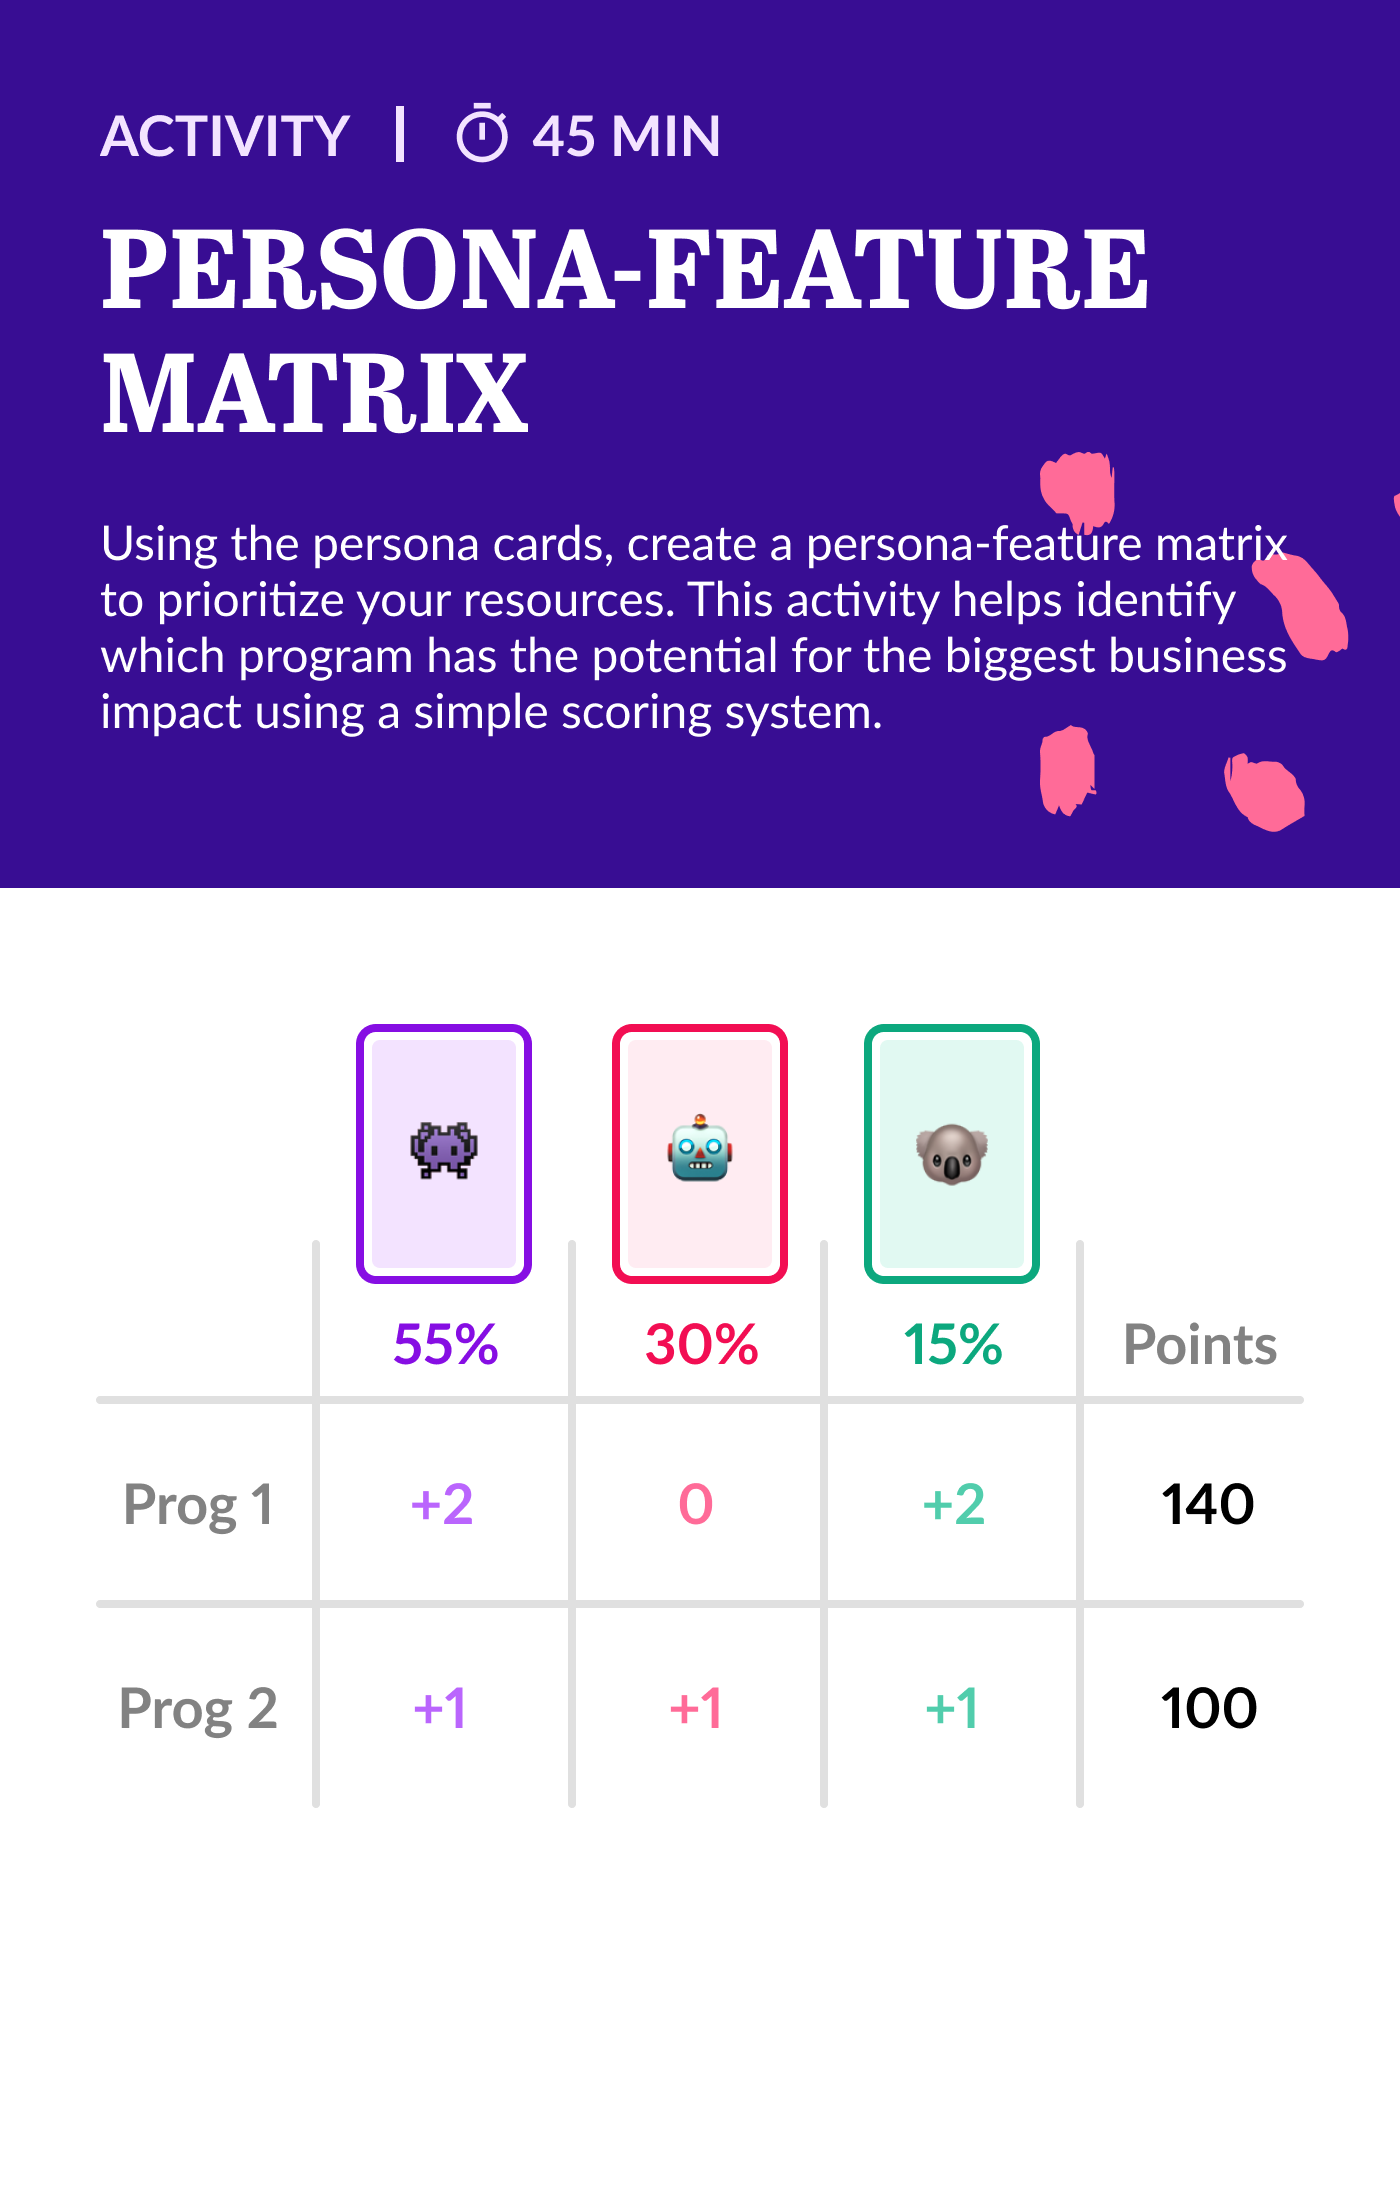 ACTIVITY | 45 MIN
PERSONA-FEATURE
MATRIX
Using the persona cards, create a persona-feature matrix
to prioritize your resources. This activity helps identify
which program has the potential for the biggest business
impact using a simple scoring system.
55% 30% 15% Points
Prog 1 +2 0 +2 140
Prog 2 +1 +1 +1 100